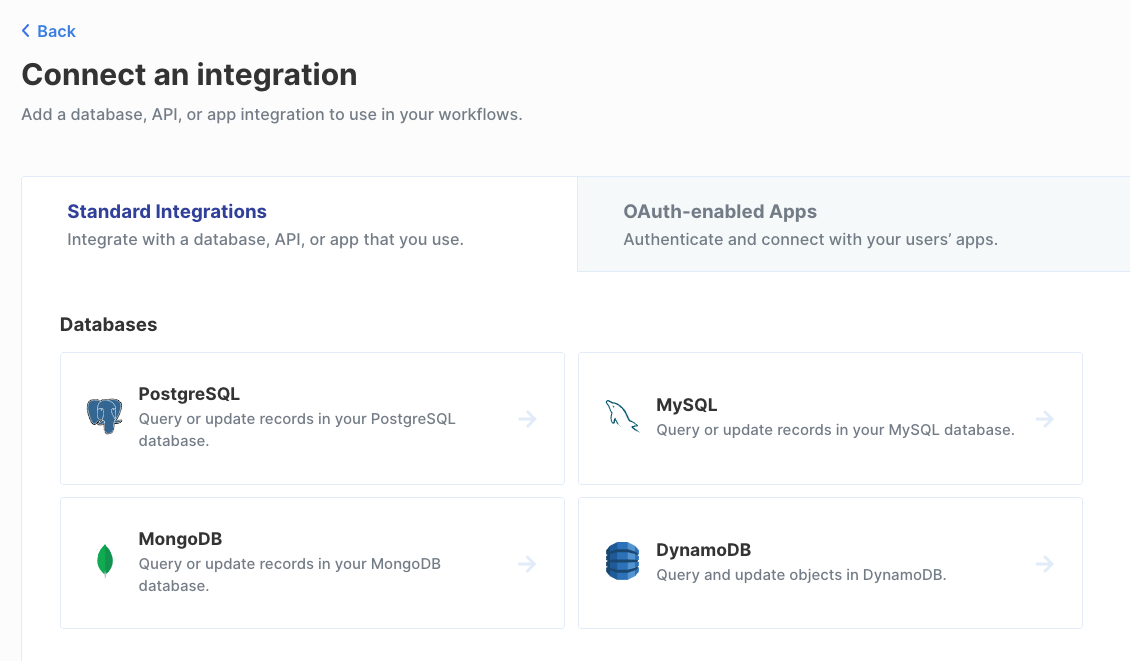 Back
Connect an integration
Add a database, API, or app integration to use in your workflows.
Standard Integrations
Integrate with a database, API, or app that you use.
OAuth-enabled Apps
Authenticate and connect with your users’ apps.
Databases
PostgreSQL
Query or update records in your PostgreSQL
database.
MySQL
Query or update records in your MySQL database.
MongoDB
Query or update records in your MongoDB
database.
DynamoDB
Query and update objects in DynamoDB.